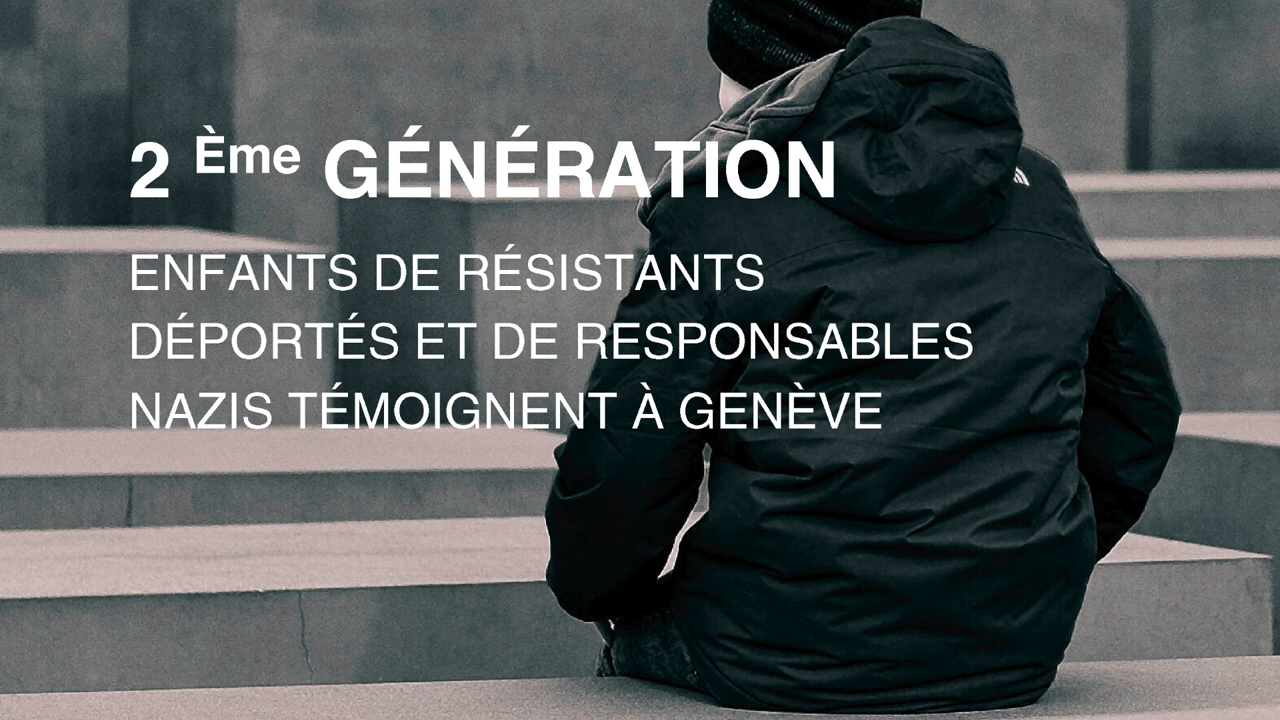 2 Ème GÉNÉRATION
ENFANTS DE RÉSISTANTS
DÉPORTÉS ET DE RESPONSABLES
NAZIS TÉMOIGNENT À GENÈVE